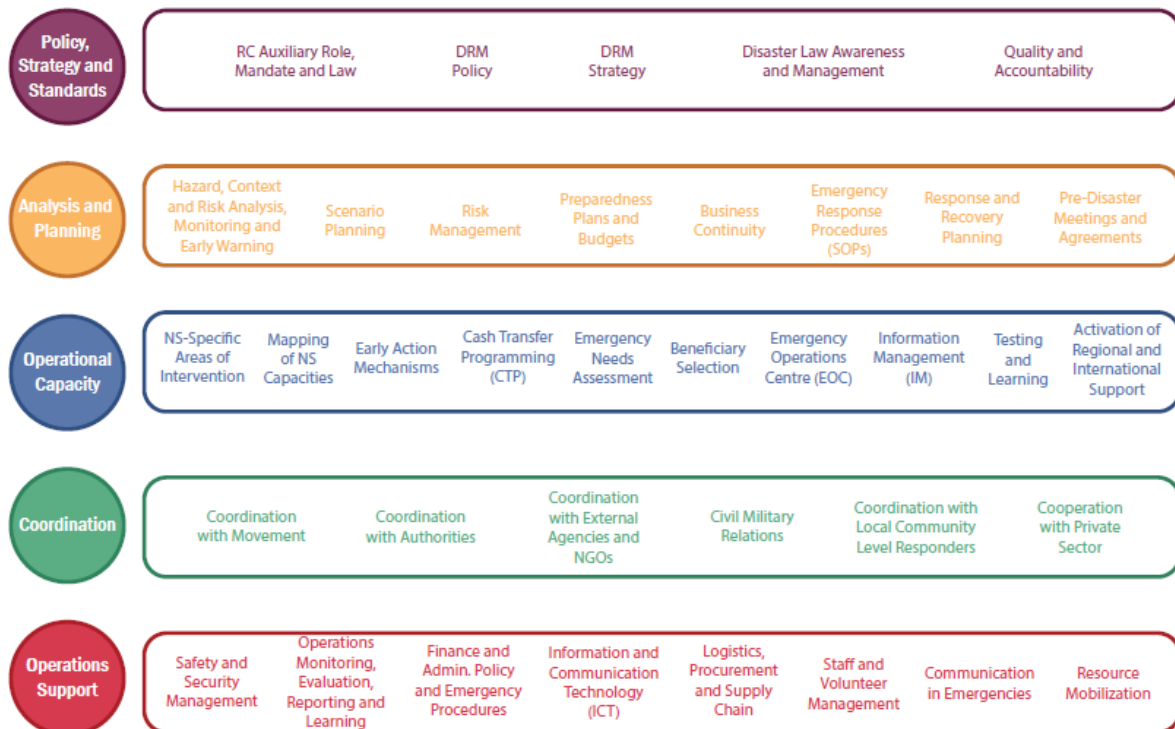 Policy,
Strategy and
Standards
RC Auxiliary Role,
Mandate and Law
DRM
Policy
DRM
Strategy
Disaster Law Awareness
and Management
Quality and
Accountability
Analysis and
Planning
Hazard, Context
and Risk Analysis,
Monitoring and
Early Warning
Scenario
Planning
Risk
Management
Preparedness
Plans and
Budgets
Business
Continuity
Emergency
Response
Procedures
(SOPs)
Response and
Recovery
Planning
Pre-Disaster
Meetings and
Agreements
Operational
Capacity
NS-Specific
Areas of
Intervention
Mapping
of NS
Capacities
Early Action
Mechanisms
Cash Transfer
Programming
(CTP)
Emergency
Needs
Assessment
Beneficiary
Selection
Emergency
Operations
Centre (EOC)
Information
Management
(IM)
Testing
and
Learning
Activation of
Regional and
International
Support
Coordination
Coordination
with Movement
Coordination
with Authorities
Coordination
with External
Agencies and
NGOs
Civil Military
Relations
Coordination with
Local Community
Level Responders
Cooperation
with Private
Sector
Operations
Support
Safety and
Security
Management
Operations
Monitoring,
Evaluation,
Reporting and
Learning
Finance and
Admin. Policy
and Emergency
Procedures
Information and
Communication
Technology
(ICT)
Logistics,
Procurement
and Supply
Chain
Staff and
Volunteer
Management
Communication
in Emergencies
Resource
Mobilization